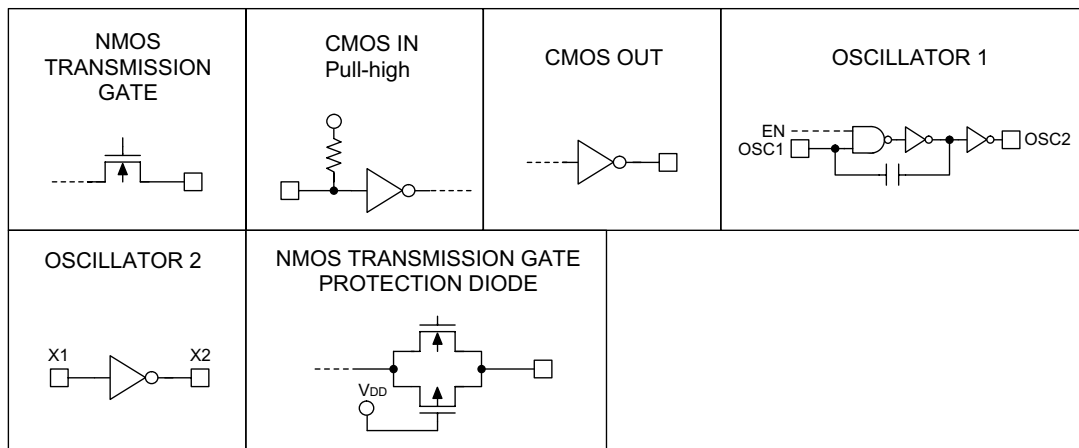 NMOS
TRANSMISSION
GATE
CMOS IN
Pull-high
CMOS OUT
OSCILLATOR 1
EN
OSC1
OSC2
OSCILLATOR 2
X1
X2
NMOS TRANSMISSION GATE
PROTECTION DIODE
VDD